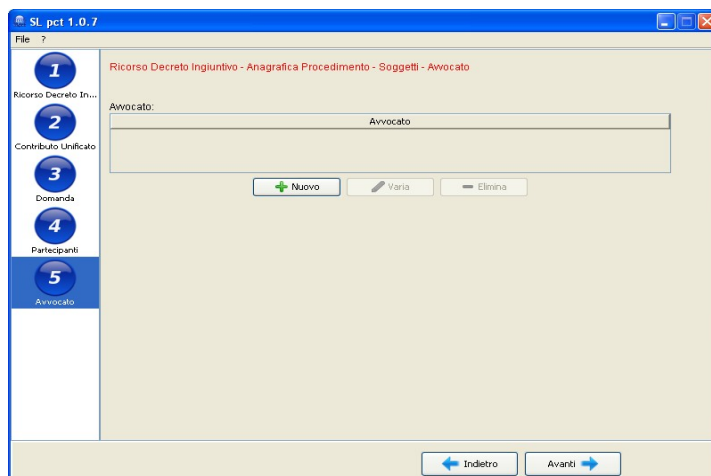 SL pct 1.0.7
File ?
1
Ricorso Decreto In...
2
Contributo Unificato
3
Domanda
4
Partecipanti
5
Avvocato
Ricorso Decreto Ingiuntivo - Anagrafica Procedimento - Soggetti - Avvocato
Avvocato:
Avvocato
Nuovo Varia Elimina
Indietro Avanti